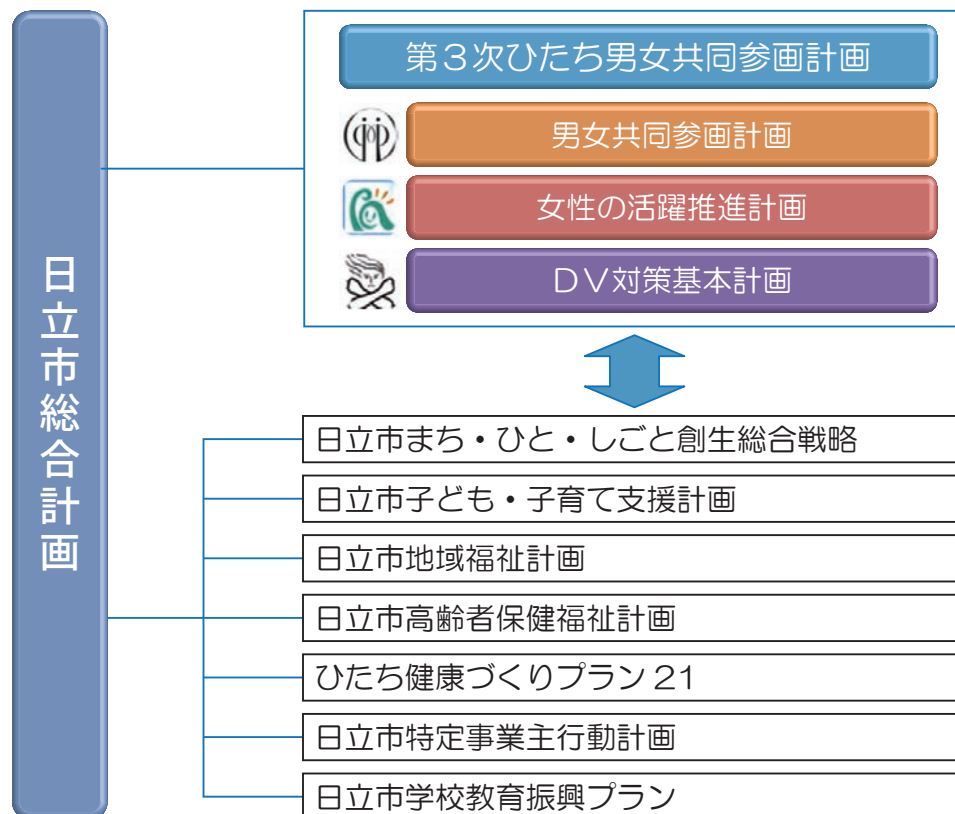 日立市総合計画
第３次ひたち男女共同参画計画
男女共同参画計画
女性の活躍推進計画
ＤＶ対策基本計画
日立市まち・ひと・しごと創生総合戦略
日立市子ども・子育て支援計画
日立市地域福祉計画
日立市高齢者保健福祉計画
ひたち健康づくりプラン 21
日立市特定事業主行動計画
日立市学校教育振興プラン